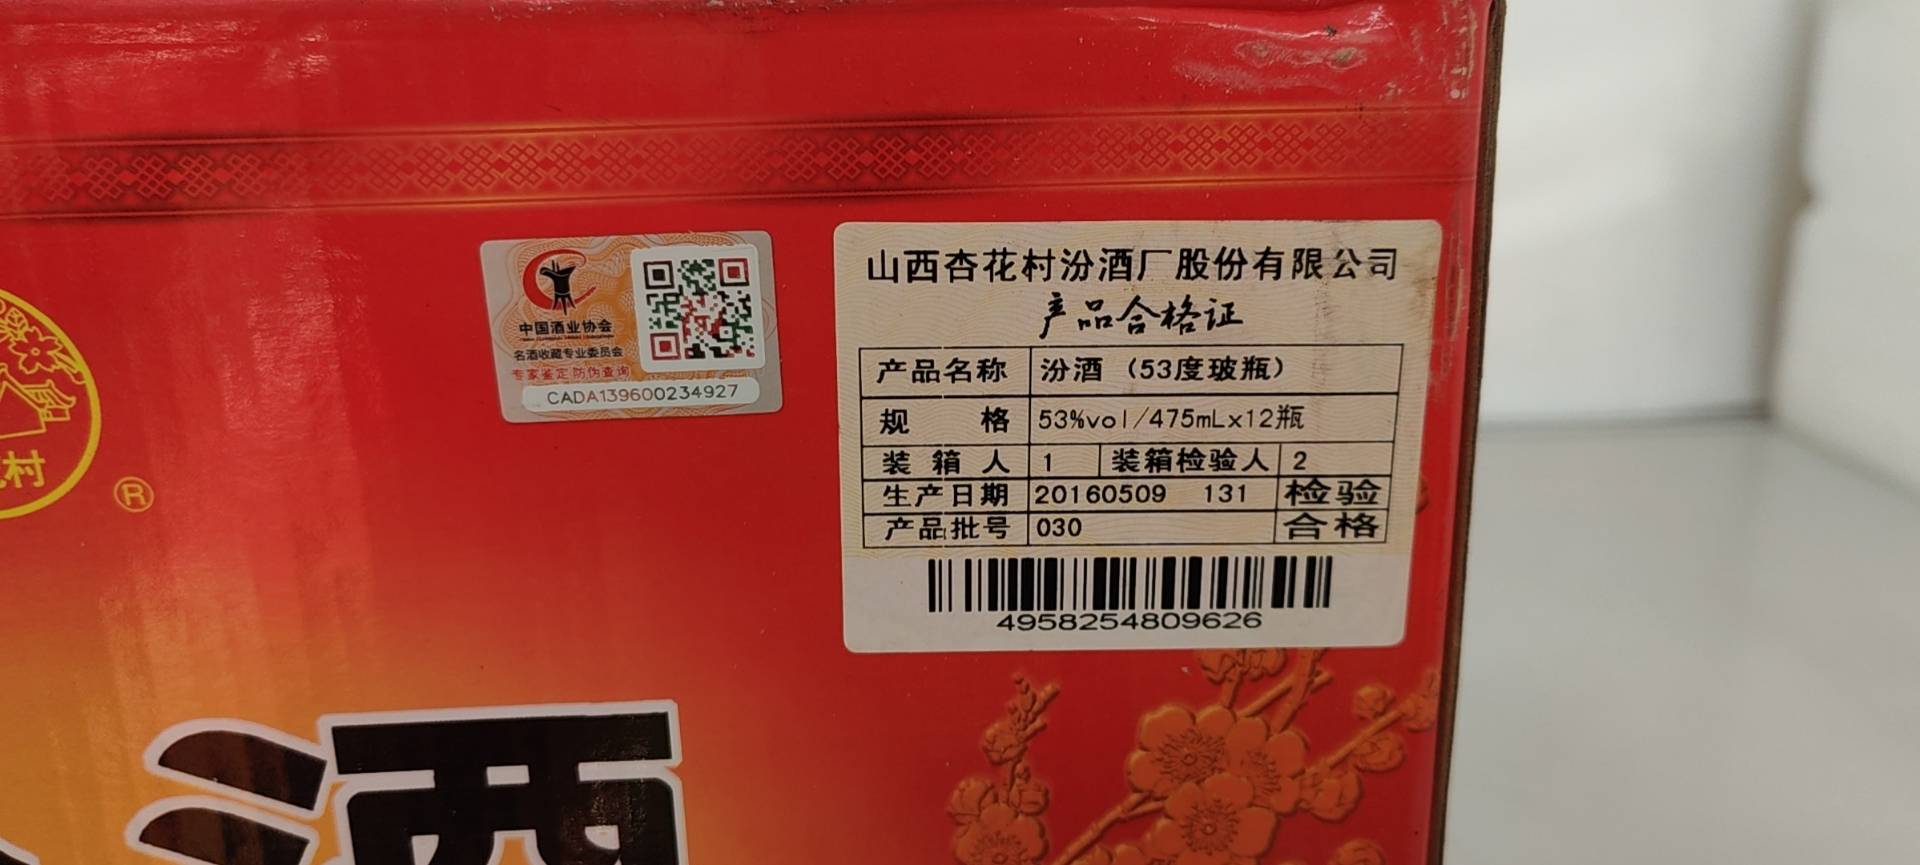 中国酒业协会
名酒收藏专业委员会
专家鉴定 防伪查询
CADA139600234927
山西杏花村汾酒厂股份有限公司
产品合格证
产品名称 汾酒（53度玻瓶）
规 格 53%vol/475mLx12瓶
装箱人 1 装箱检验人 2
生产日期 20160509 131 检验
产品批号 030 合格
4958254809626
村
®
酒